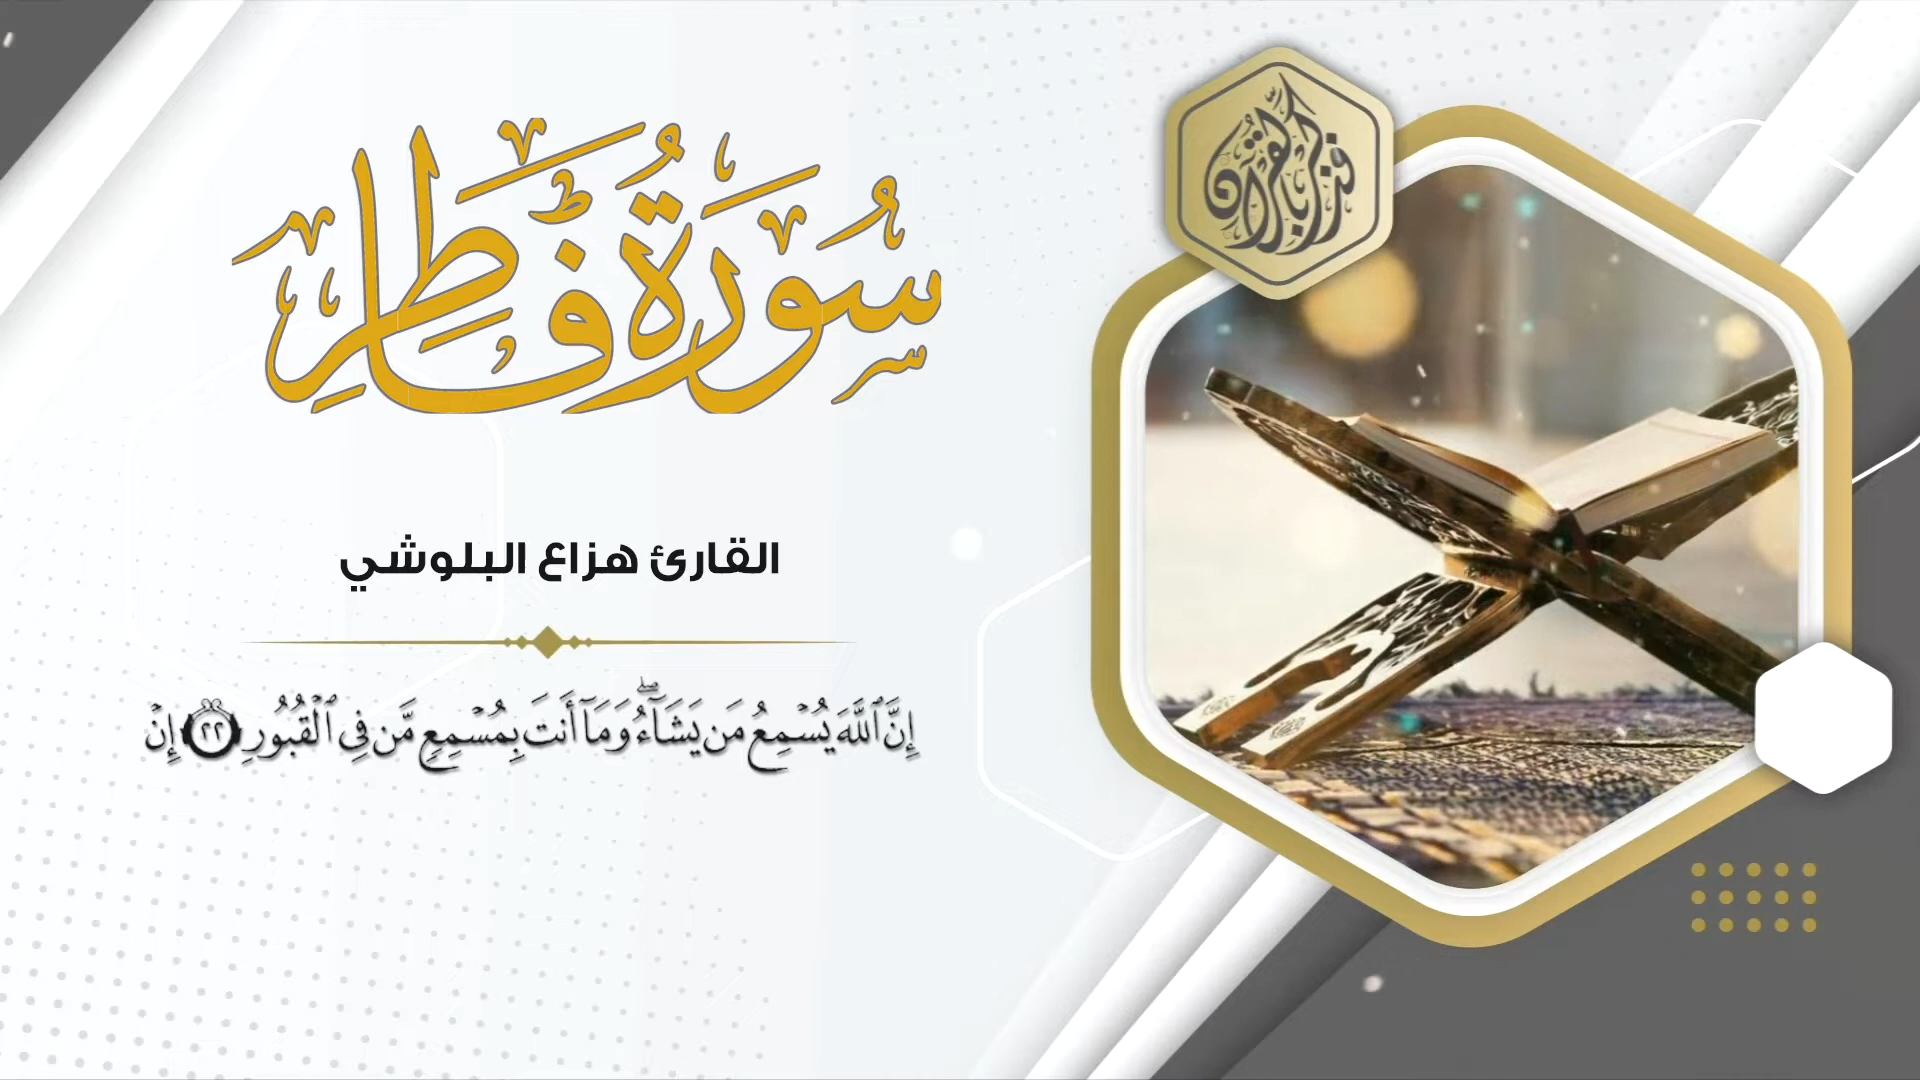 سُورَةُ فَاطِرٍ
القارئ هزاع البلوشي
إِنَّ ٱللَّهَ يُسْمِعُ مَن يَشَآءُ ۖ وَمَآ أَنتَ بِمُسْمِعٍ مَّن فِى ٱلْقُبُورِ ٢٢ إِنْ